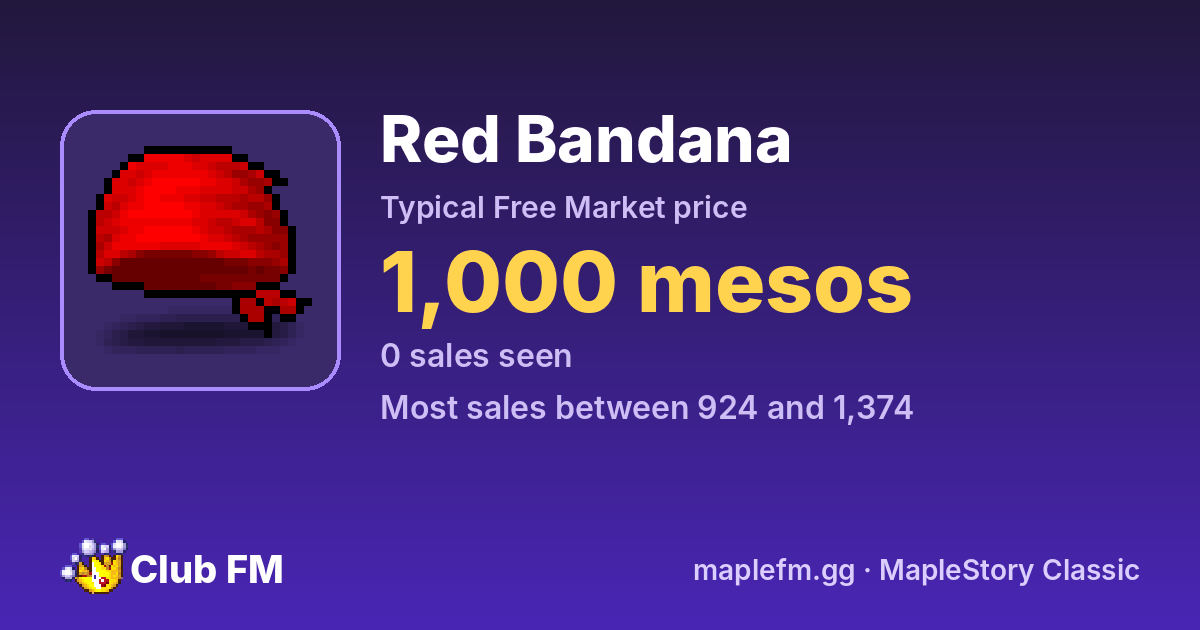 Red Bandana
Typical Free Market price
1,000 mesos
0 sales seen
Most sales between 924 and 1,374
Club FM
maplefm.gg · MapleStory Classic